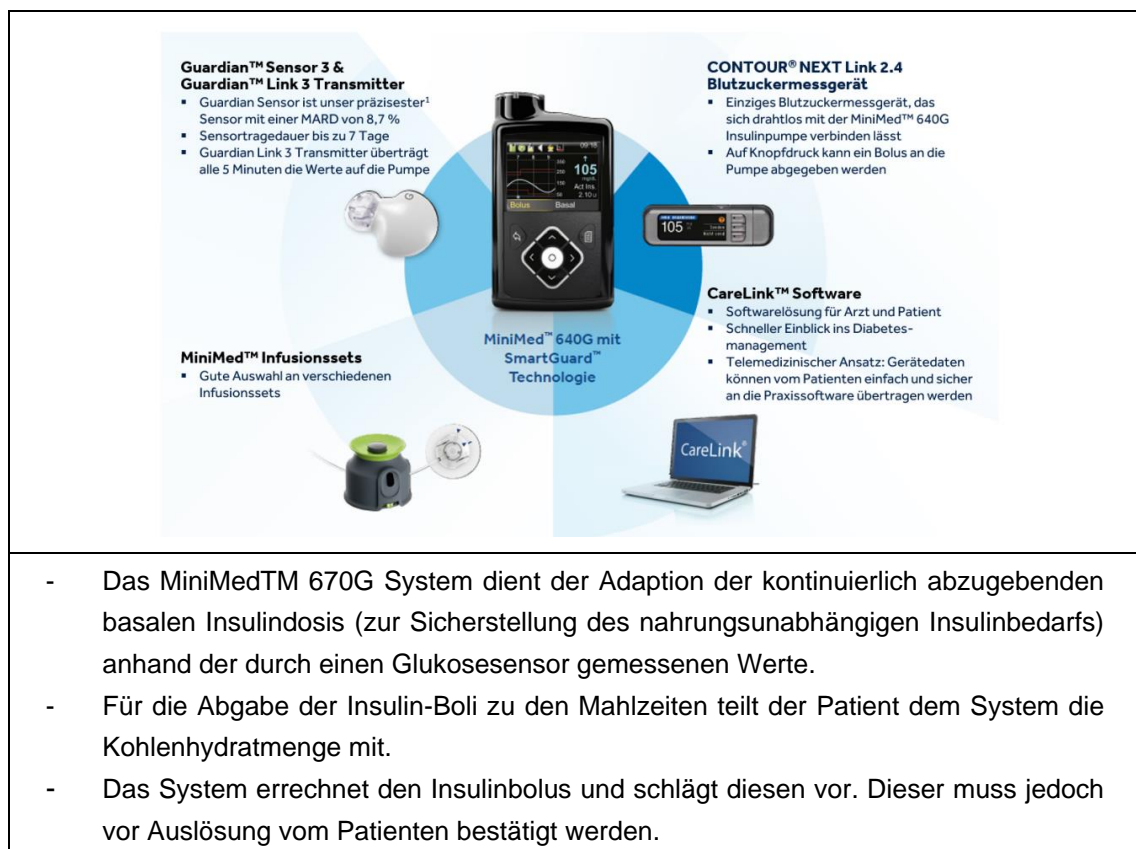 Guardian™ Sensor 3 &
Guardian™ Link 3 Transmitter
▪ Guardian Sensor ist unser präzisester¹
Sensor mit einer MARD von 8,7 %
▪ Sensortragedauer bis zu 7 Tage
▪ Guardian Link 3 Transmitter überträgt
alle 5 Minuten die Werte auf die Pumpe
CONTOUR® NEXT Link 2.4
Blutzuckermessgerät
▪ Einziges Blutzuckermessgerät, das
sich drahtlos mit der MiniMed™ 640G
Insulinpumpe verbinden lässt
▪ Auf Knopfdruck kann ein Bolus an die
Pumpe abgegeben werden
09:16
105
Act Ins.
2.10 u
Bolus Basal
105
MiniMed™ 640G mit
SmartGuard™
Technologie
MiniMed™ Infusionssets
▪ Gute Auswahl an verschiedenen
Infusionssets
CareLink™ Software
▪ Softwarelösung für Arzt und Patient
▪ Schneller Einblick ins Diabetes-
management
▪ Telemedizinischer Ansatz: Gerätedaten
können vom Patienten einfach und sicher
an die Praxissoftware übertragen werden
CareLink®
- Das MiniMedTM 670G System dient der Adaption der kontinuierlich abzugebenden
basalen Insulindosis (zur Sicherstellung des nahrungsunabhängigen Insulinbedarfs)
anhand der durch einen Glukosesensor gemessenen Werte.
- Für die Abgabe der Insulin-Boli zu den Mahlzeiten teilt der Patient dem System die
Kohlenhydratmenge mit.
- Das System errechnet den Insulinbolus und schlägt diesen vor. Dieser muss jedoch
vor Auslösung vom Patienten bestätigt werden.